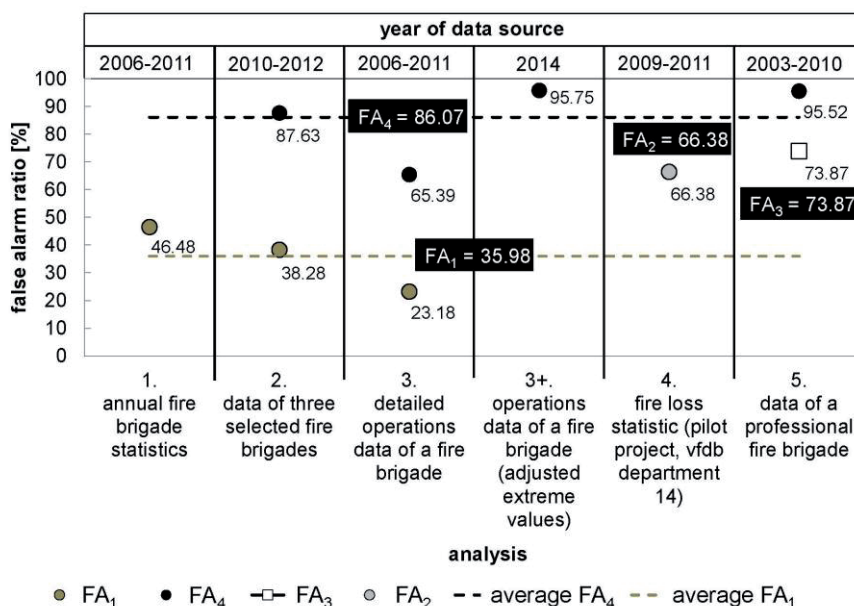 year of data source
2006-2011 2010-2012 2006-2011 2014 2009-2011 2003-2010
false alarm ratio [%]
100
90
80
70
60
50
40
30
20
10
0
46.48
87.63
38.28
FA4 = 86.07
65.39
FA1 = 35.98
23.18
95.75
FA2 = 66.38
66.38
95.52
73.87
FA3 = 73.87
1.
annual fire
brigade
statistics
2.
data of three
selected fire
brigades
3.
detailed
operations
data of a fire
brigade
3+.
operations
data of a fire
brigade
(adjusted
extreme
values)
4.
fire loss
statistic (pilot
project, vfdb
department
14)
5.
data of a
professional
fire brigade
analysis
FA1 FA4 FA3 FA2 average FA4 average FA1